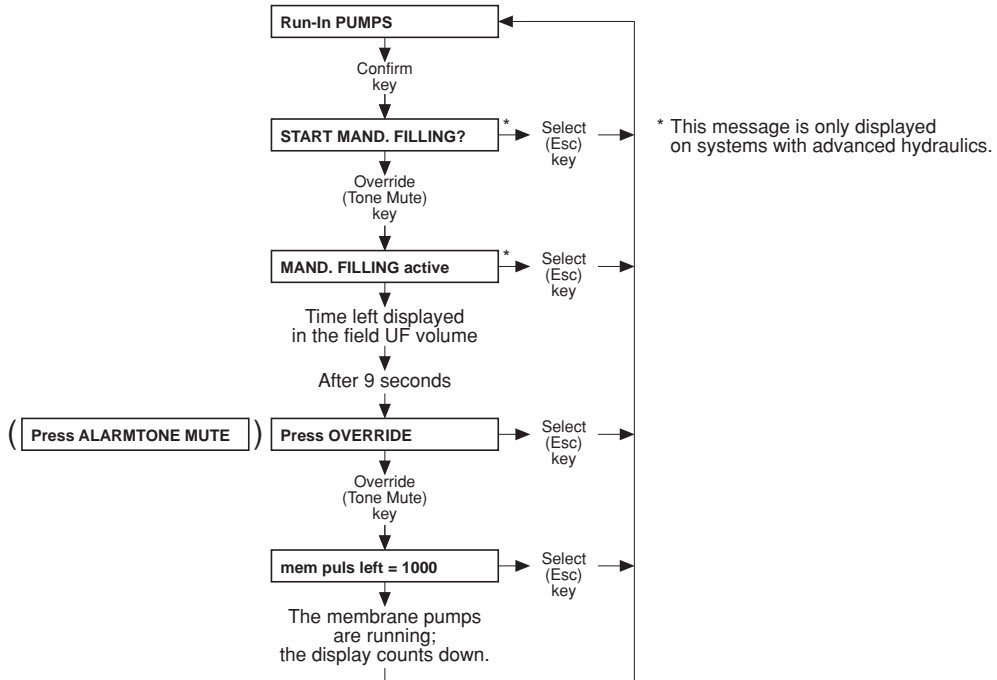 Run-In PUMPS
Confirm
key
START MAND. FILLING?
*
Select
(Esc)
key
* This message is only displayed
on systems with advanced hydraulics.
Override
(Tone Mute)
key
MAND. FILLING active
*
Select
(Esc)
key
Time left displayed
in the field UF volume
After 9 seconds
( Press ALARMTONE MUTE )
Press OVERRIDE
Select
(Esc)
key
Override
(Tone Mute)
key
mem puls left = 1000
Select
(Esc)
key
The membrane pumps
are running;
the display counts down.